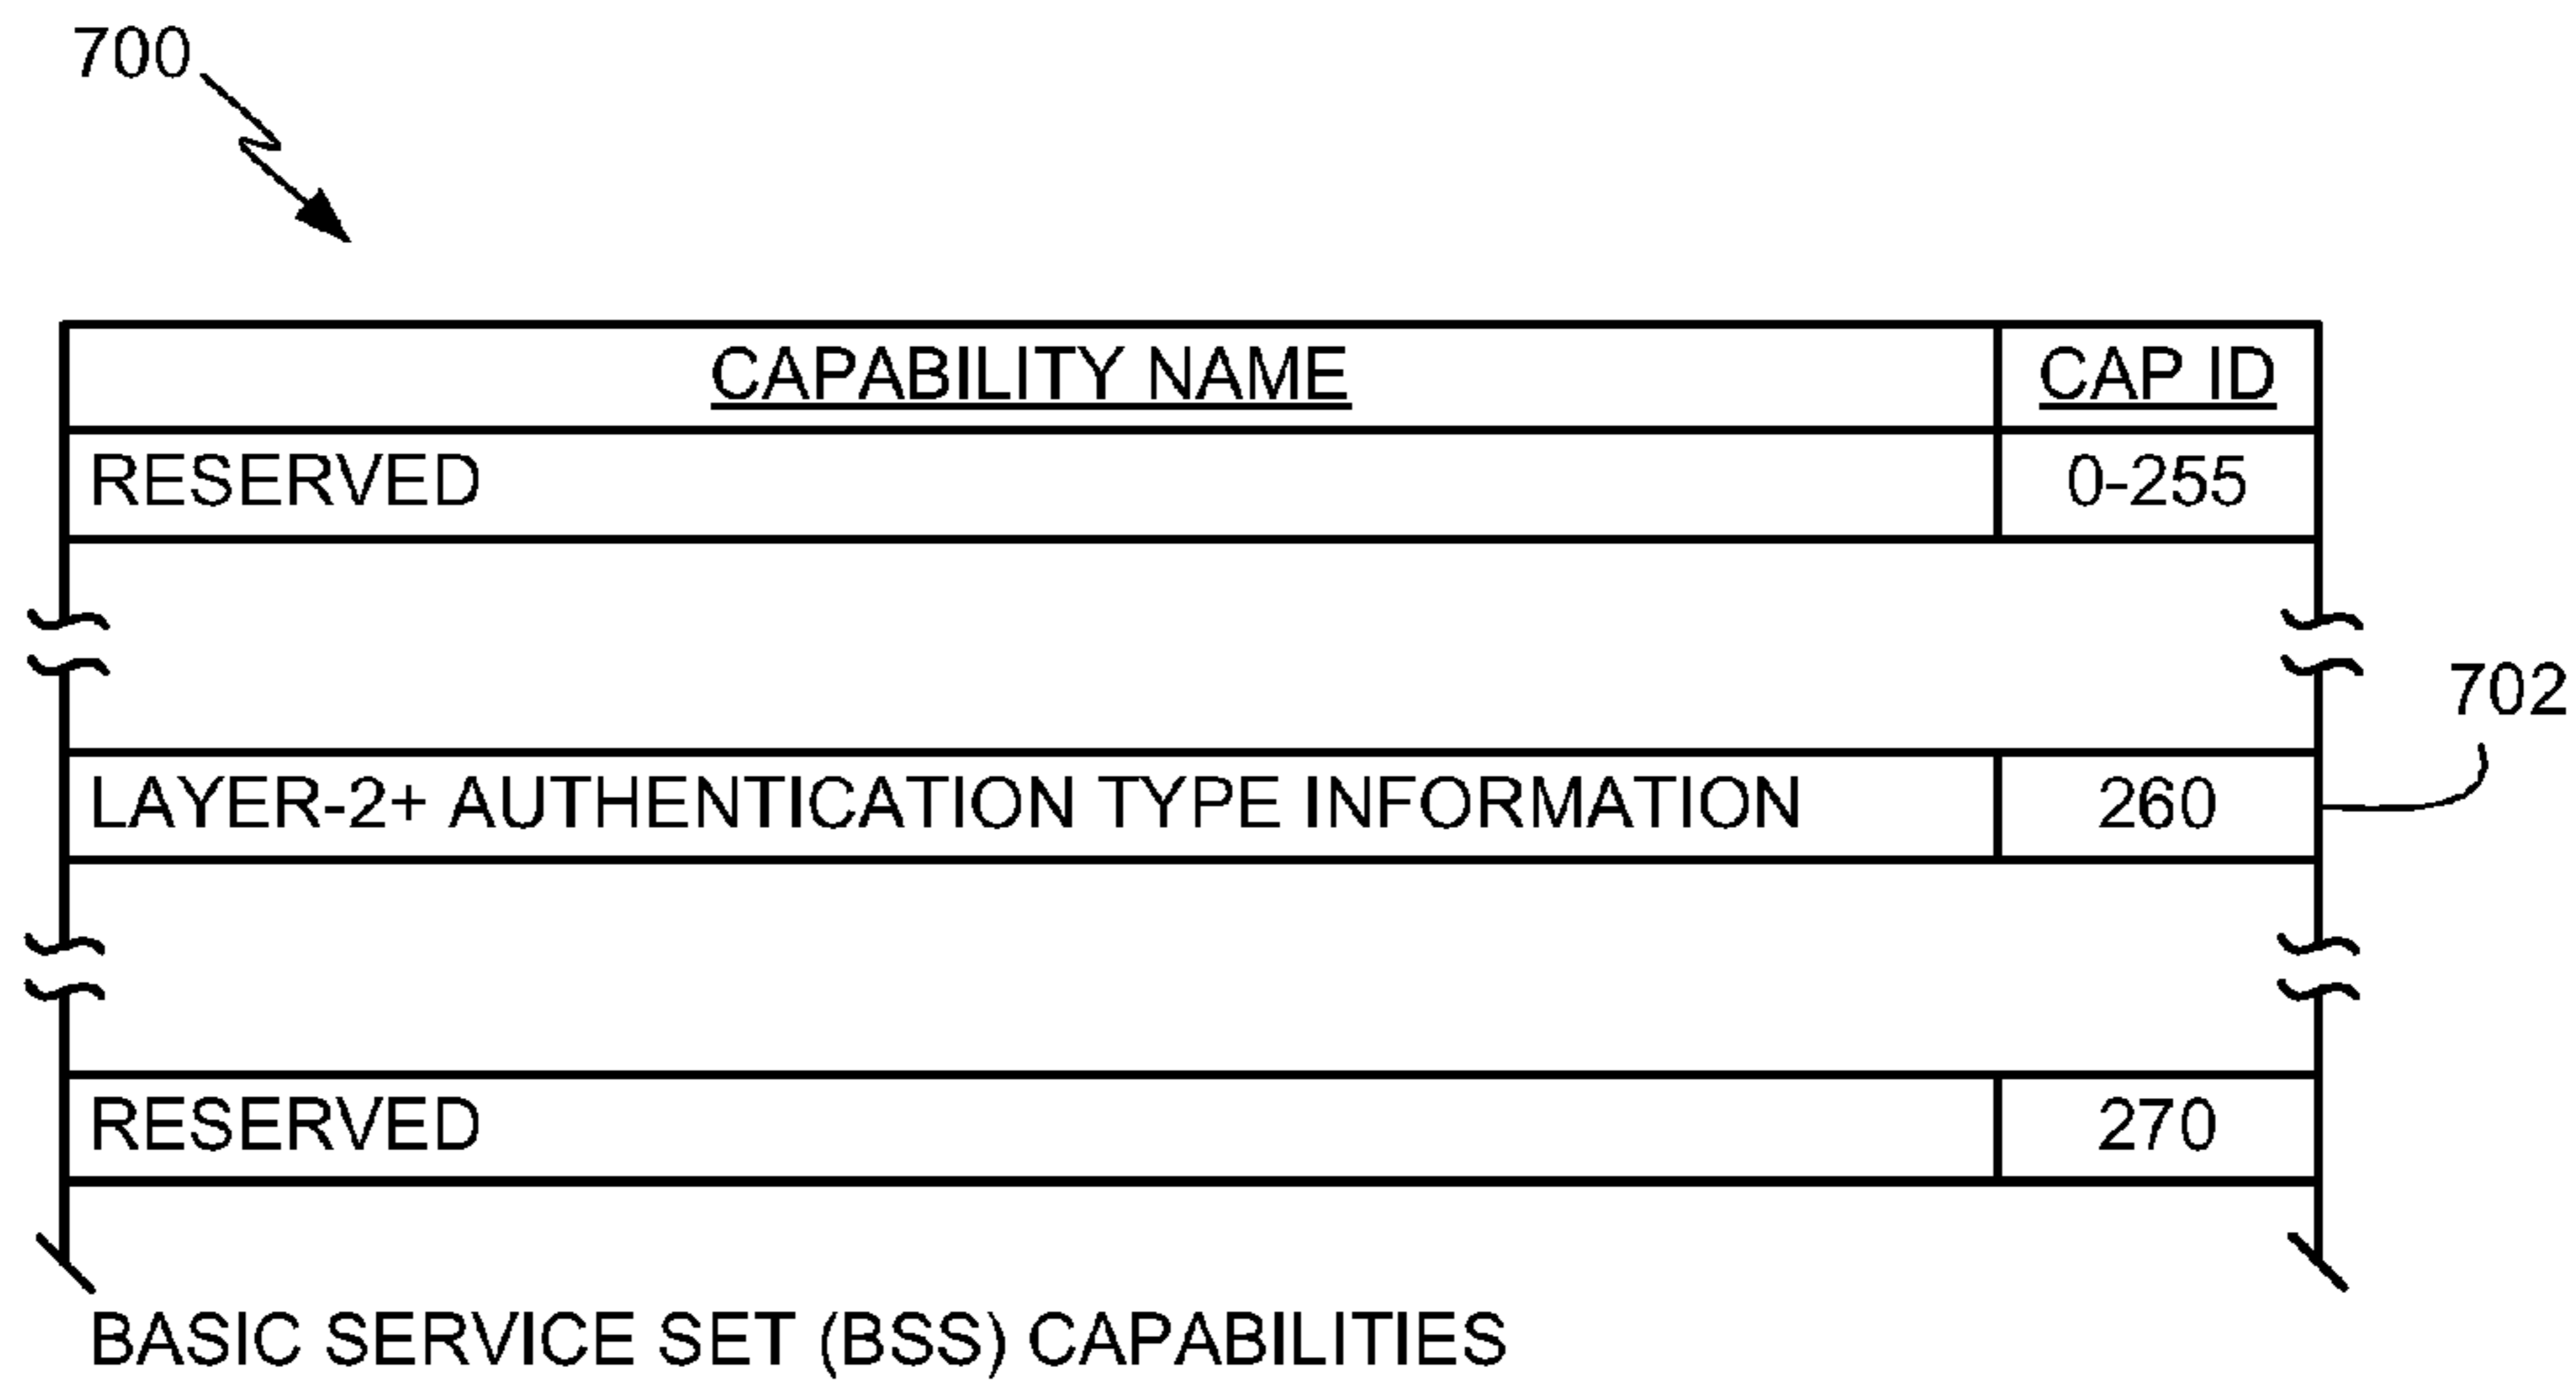 700
CAPABILITY NAME CAP ID
RESERVED 0-255
702
LAYER-2+ AUTHENTICATION TYPE INFORMATION 260
RESERVED 270
BASIC SERVICE SET (BSS) CAPABILITIES